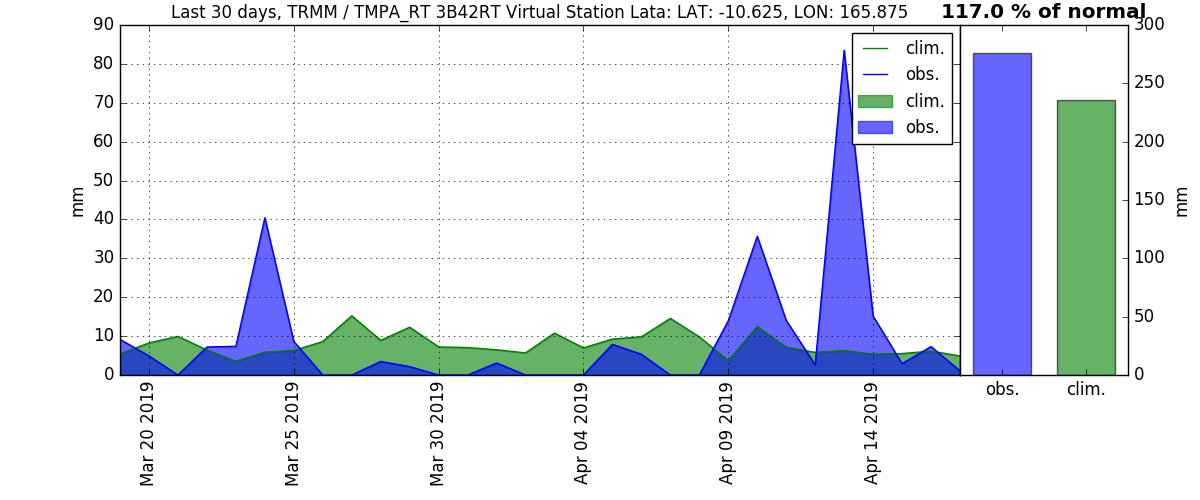 Last 30 days, TRMM / TMPA_RT 3B42RT Virtual Station Lata: LAT: -10.625, LON: 165.875
117.0 % of normal
90
80
70
60
50
40
30
20
10
0
mm
clim.
obs.
clim.
obs.
Mar 20 2019
Mar 25 2019
Mar 30 2019
Apr 04 2019
Apr 09 2019
Apr 14 2019
300
250
200
150
100
50
0
mm
obs.
clim.